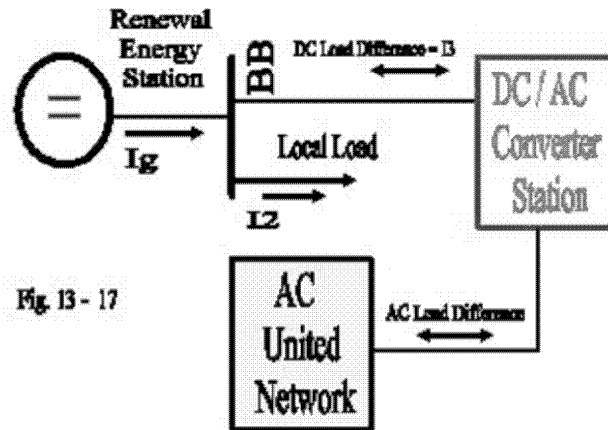 Renewal
Energy
Station
=
BB
DC Load Difference = I3
DC / AC
Converter
Station
Ig
Local Load
I2
Fig. 13 - 17
AC
United
Network
AC Load Difference